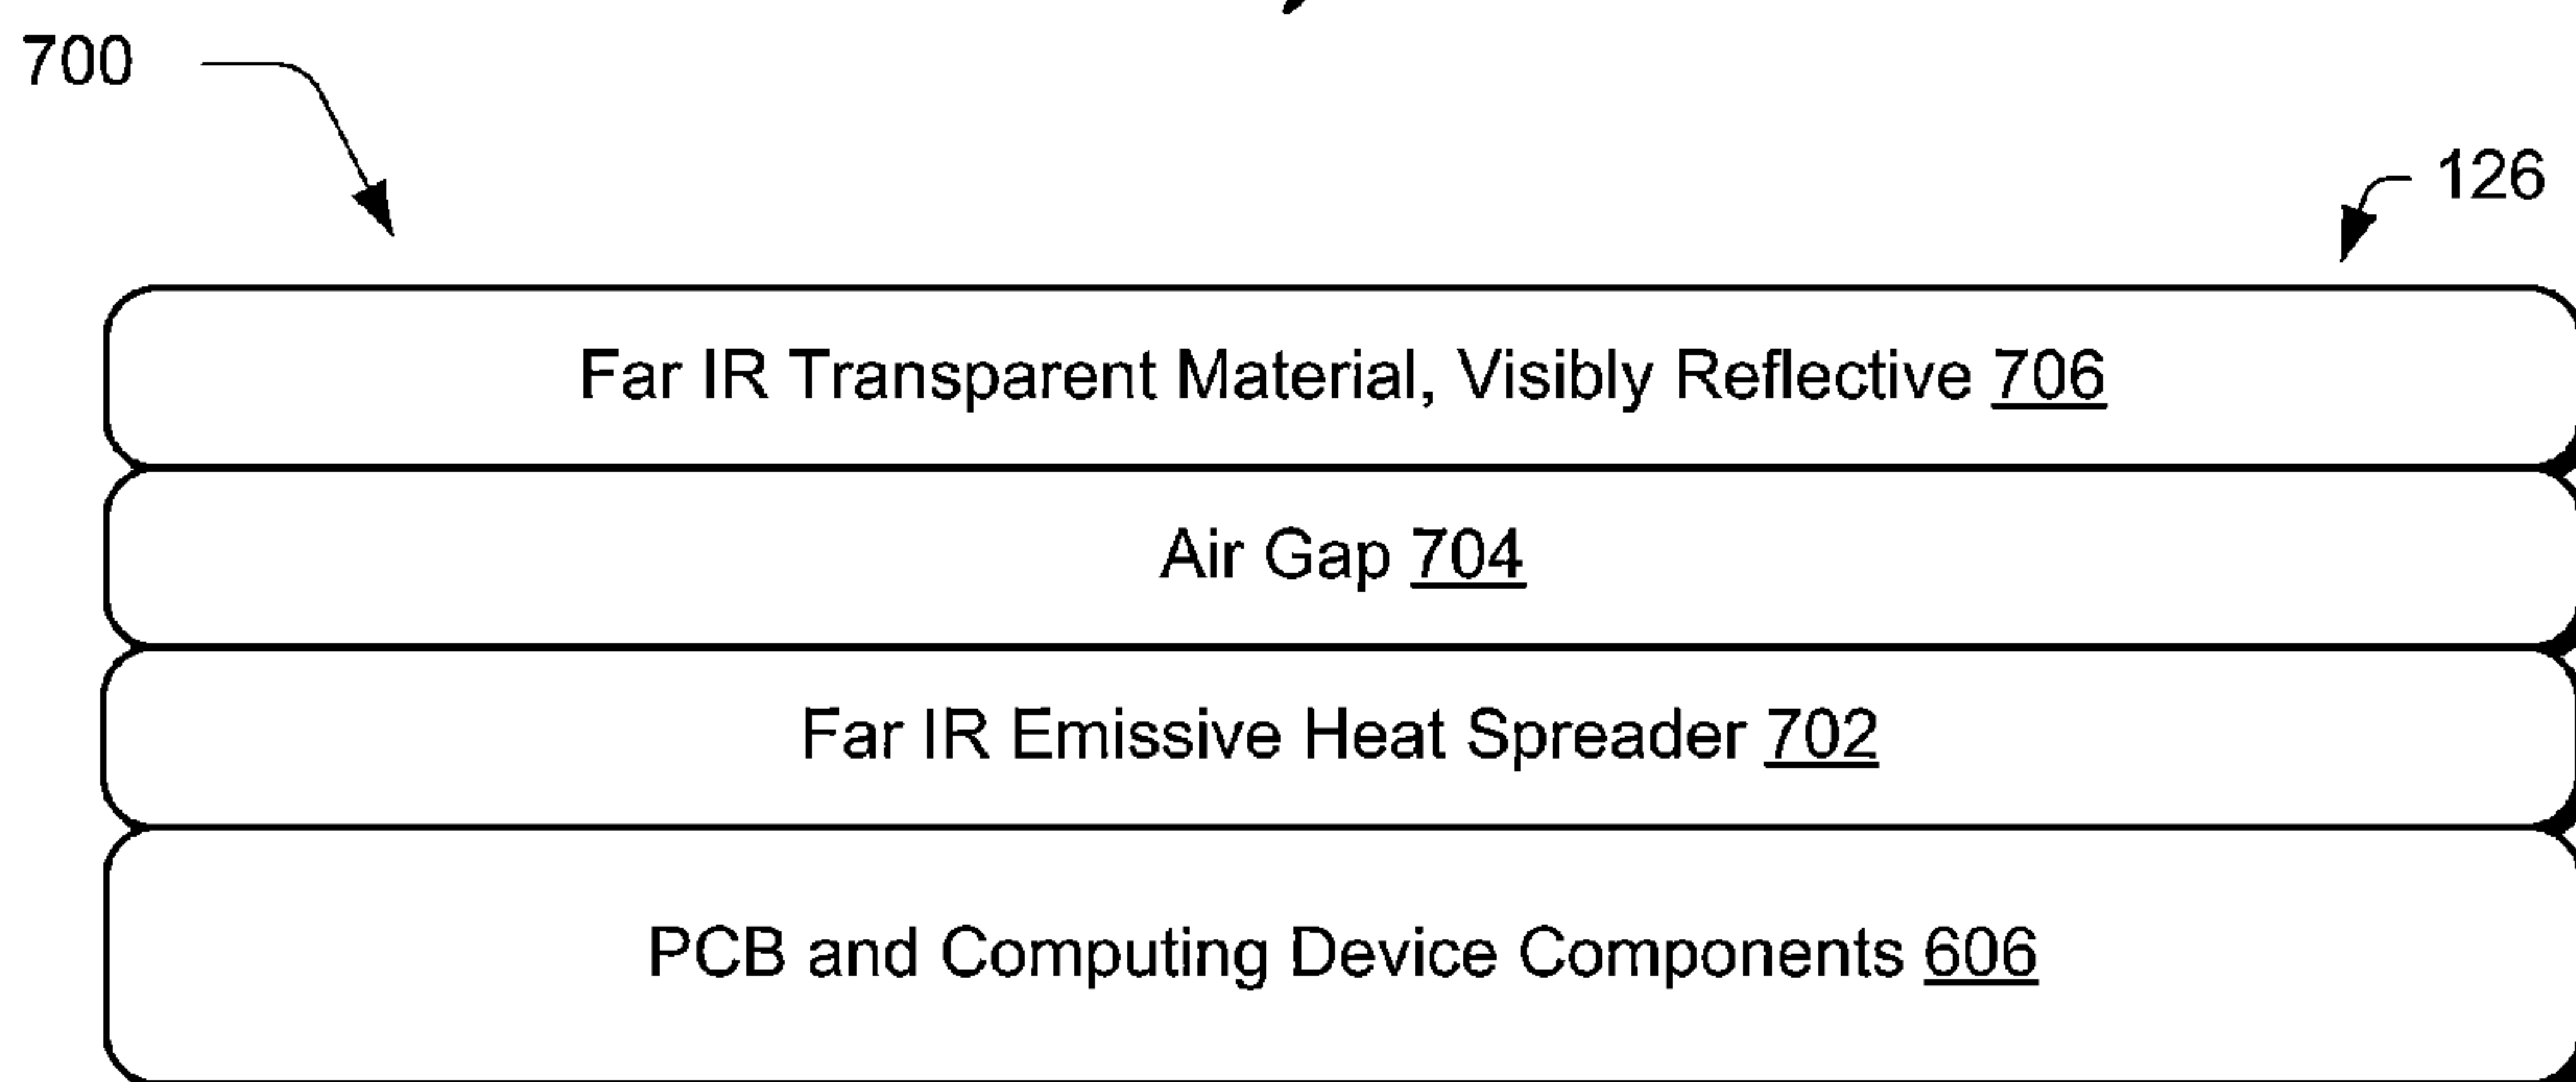 700
126
Far IR Transparent Material, Visibly Reflective 706
Air Gap 704
Far IR Emissive Heat Spreader 702
PCB and Computing Device Components 606